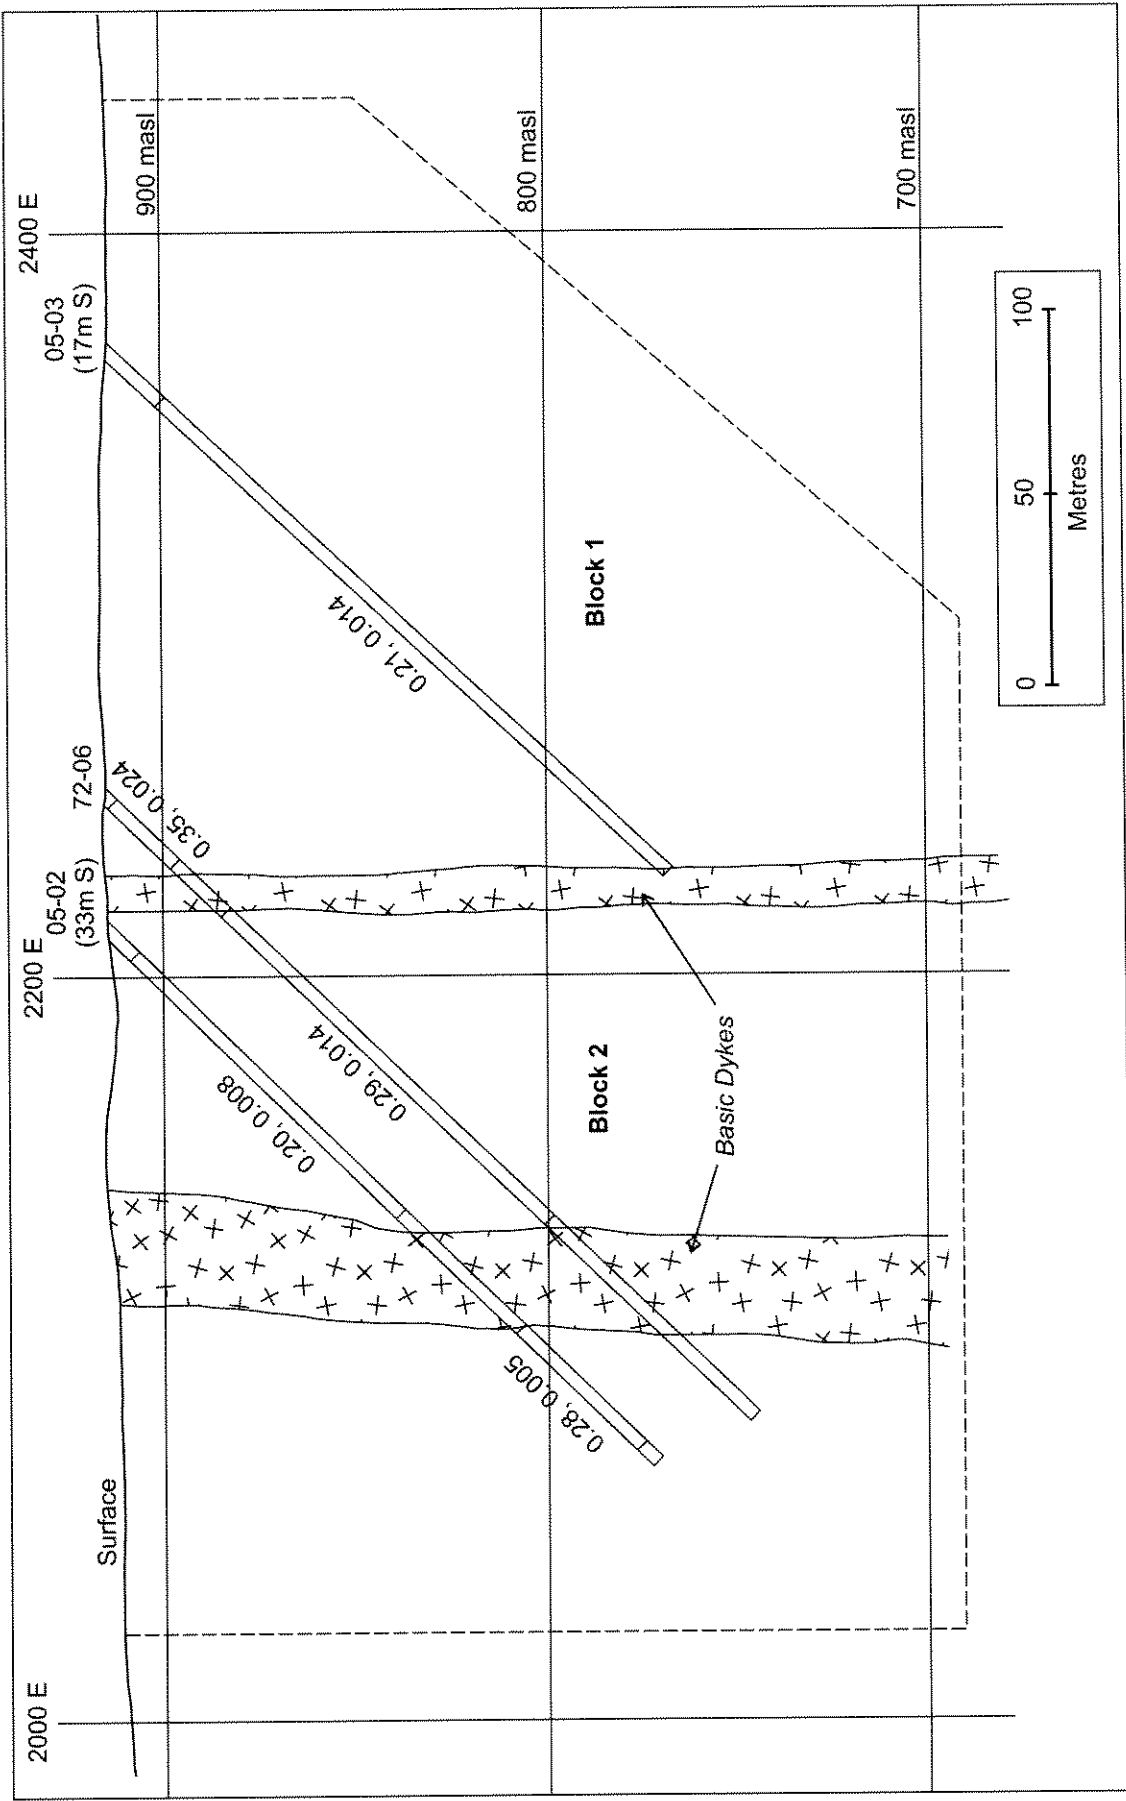 2000 E
2200 E
2400 E
05-02
(33m S)
72-06
05-03
(17m S)
Surface
900 masl
0.35, 0.024
0.20, 0.008
0.29, 0.014
0.21, 0.014
0.28, 0.005
800 masl
Block 2
Block 1
Basic Dykes
700 masl
0 50 100
Metres